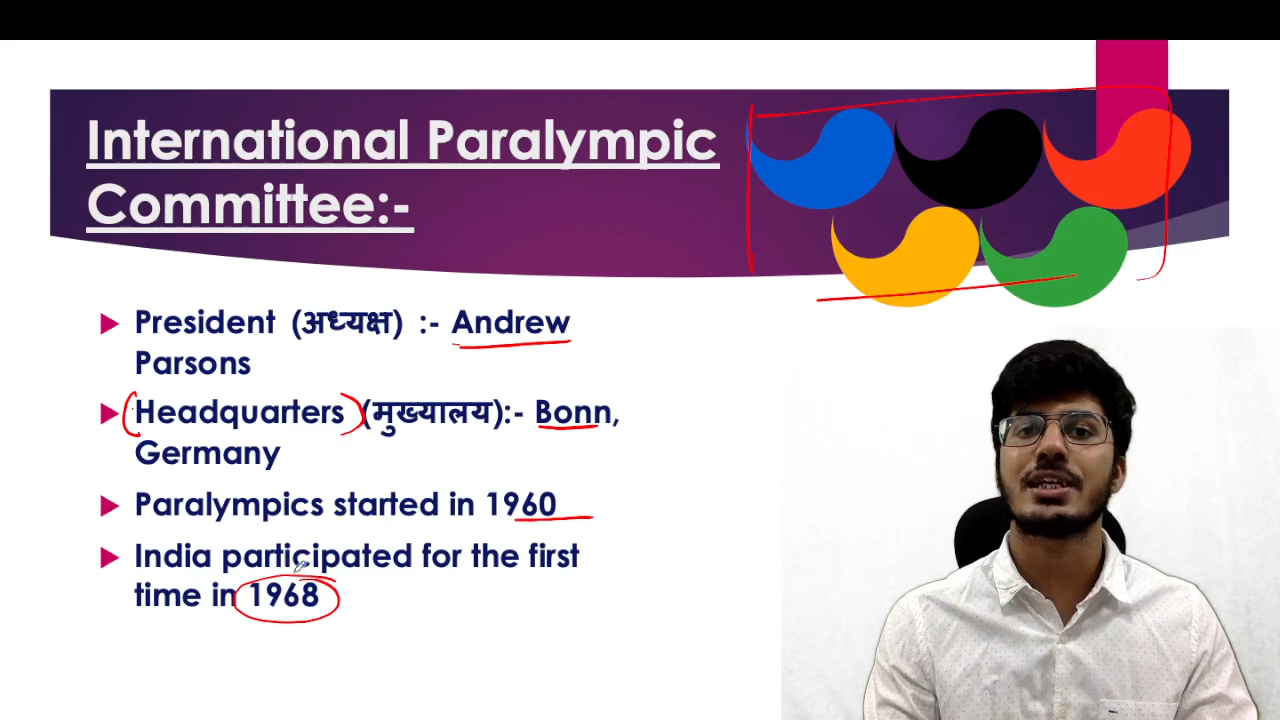 International Paralympic
Committee:-
President (अध्यक्ष) :- Andrew
Parsons
Headquarters (मुख्यालय):- Bonn,
Germany
Paralympics started in 1960
India participated for the first
time in 1968